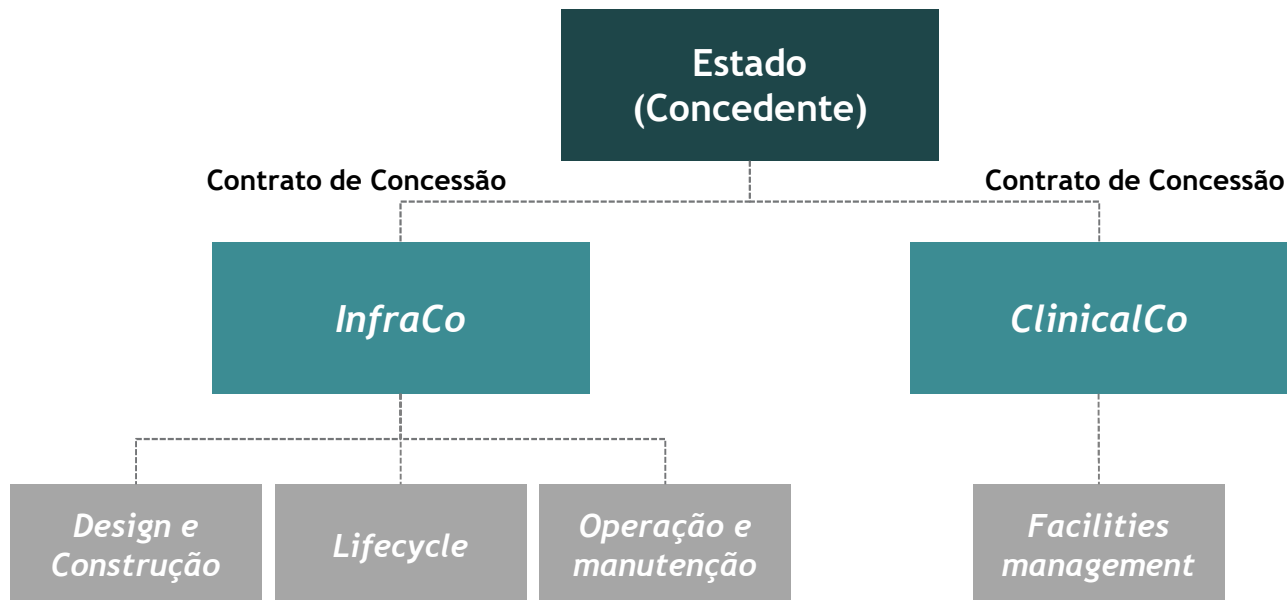 Estado
(Concedente)
Contrato de Concessão
Contrato de Concessão
InfraCo
ClinicalCo
Design e
Construção
Lifecycle
Operação e
manutenção
Facilities
management